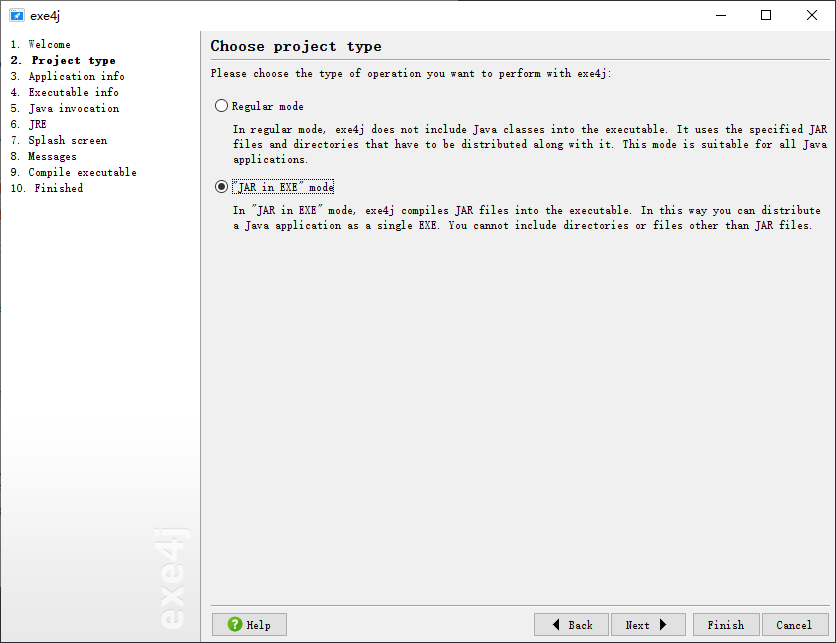 exe4j
1. Welcome
2. Project type
3. Application info
4. Executable info
5. Java invocation
6. JRE
7. Splash screen
8. Messages
9. Compile executable
10. Finished
exe4j
Choose project type
Please choose the type of operation you want to perform with exe4j:
Regular mode
In regular mode, exe4j does not include Java classes into the executable. It uses the specified JAR
files and directories that have to be distributed along with it. This mode is suitable for all Java
applications.
"JAR in EXE" mode
In "JAR in EXE" mode, exe4j compiles JAR files into the executable. In this way you can distribute
a Java application as a single EXE. You cannot include directories or files other than JAR files.
Help
Back
Next
Finish
Cancel